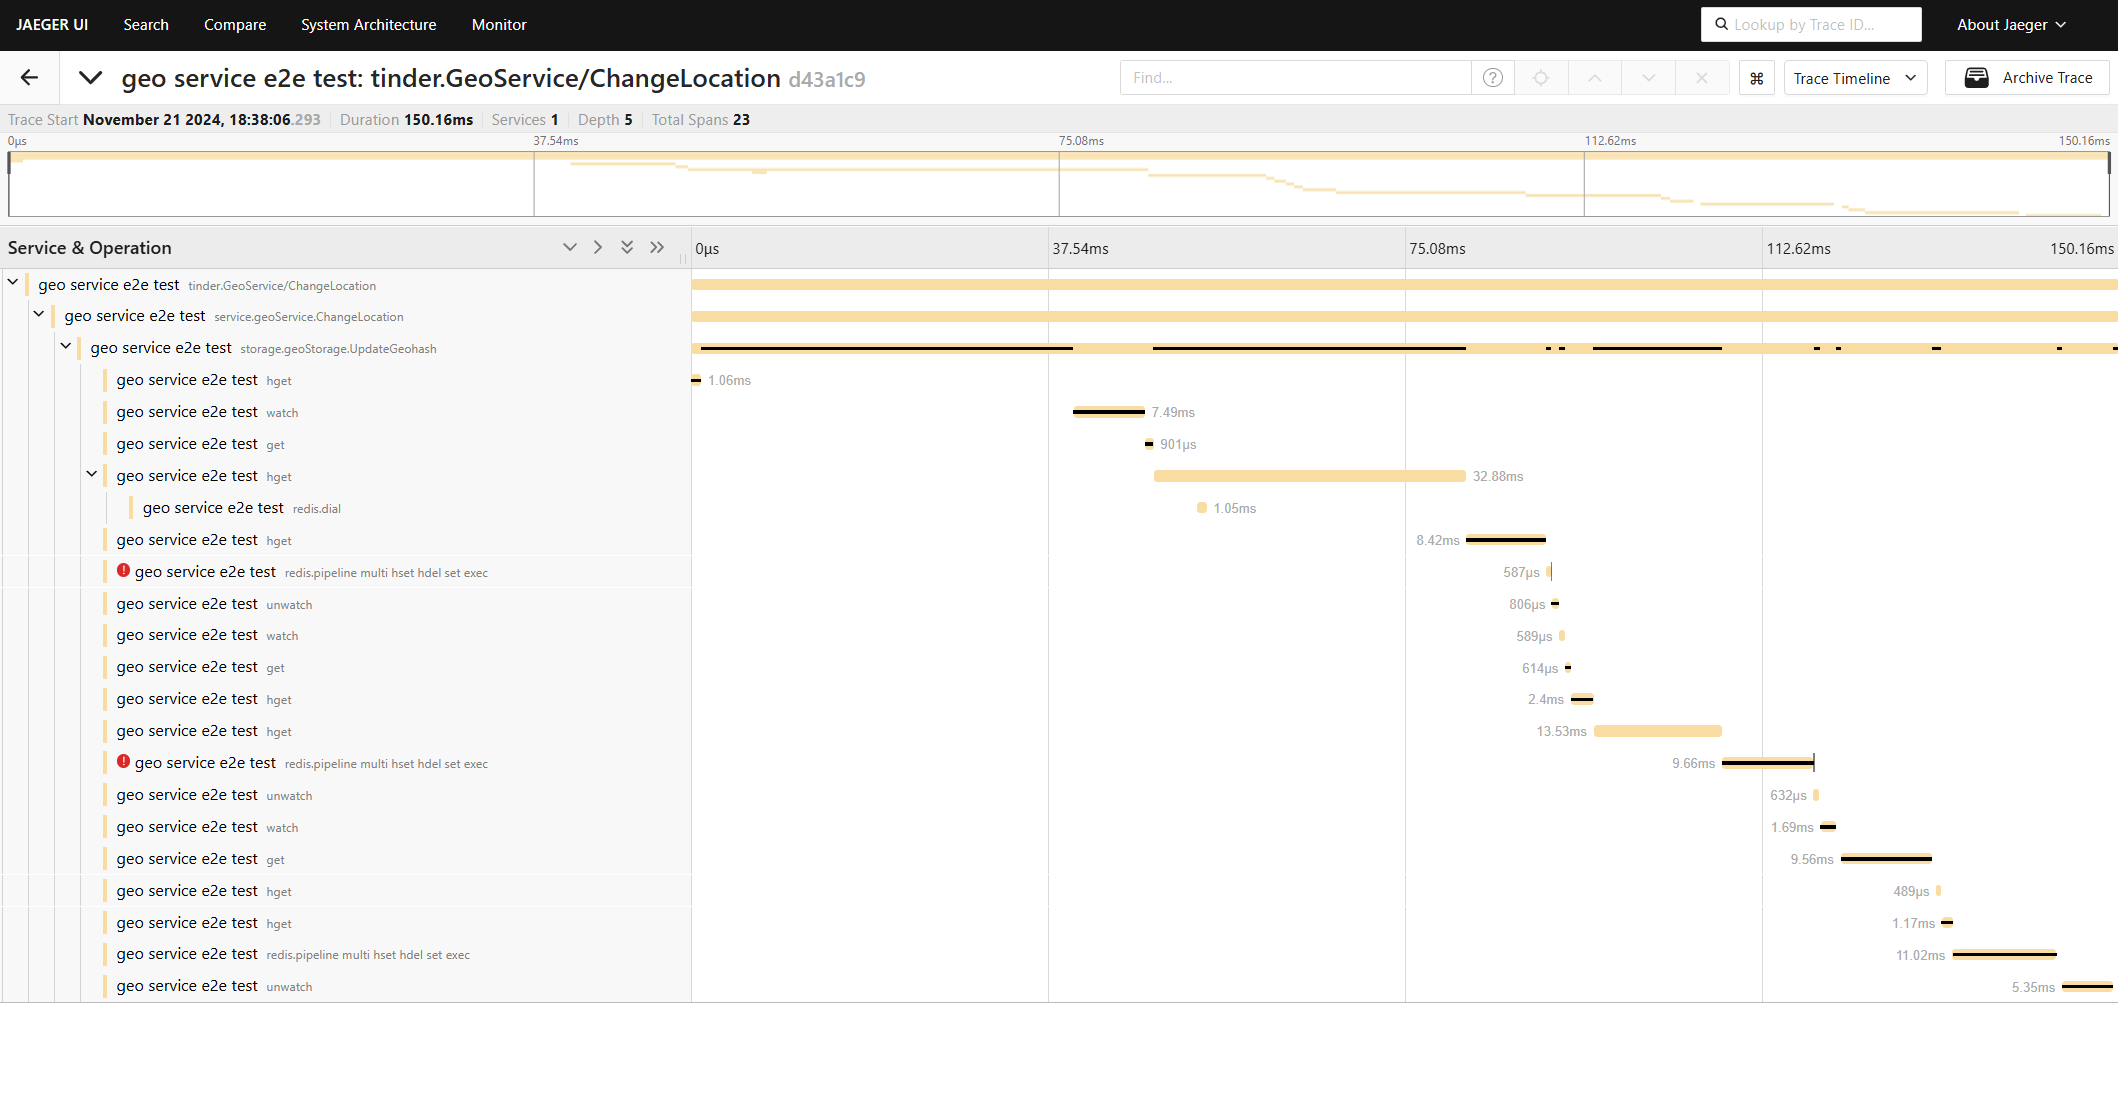 JAEGER UI Search Compare System Architecture Monitor Lookup by Trace ID... About Jaeger
geo service e2e test: tinder.GeoService/ChangeLocation d43a1c9 Find... ? ⌘ Trace Timeline Archive Trace
Trace Start November 21 2024, 18:38:06.293 Duration 150.16ms Services 1 Depth 5 Total Spans 23
0μs 37.54ms 75.08ms 112.62ms 150.16ms
Service & Operation 0μs 37.54ms 75.08ms 112.62ms 150.16ms
geo service e2e test tinder.GeoService/ChangeLocation
geo service e2e test service.geoService.ChangeLocation
geo service e2e test storage.geoStorage.UpdateGeohash
geo service e2e test hget 1.06ms
geo service e2e test watch 7.49ms
geo service e2e test get 901μs
geo service e2e test hget 32.88ms
geo service e2e test redis.dial 1.05ms
geo service e2e test hget 8.42ms
geo service e2e test redis.pipeline multi hset hdel set exec 587μs
geo service e2e test unwatch 806μs
geo service e2e test watch 589μs
geo service e2e test get 614μs
geo service e2e test hget 2.4ms
geo service e2e test hget 13.53ms
geo service e2e test redis.pipeline multi hset hdel set exec 9.66ms
geo service e2e test unwatch 632μs
geo service e2e test watch 1.69ms
geo service e2e test get 9.56ms
geo service e2e test hget 489μs
geo service e2e test hget 1.17ms
geo service e2e test redis.pipeline multi hset hdel set exec 11.02ms
geo service e2e test unwatch 5.35ms